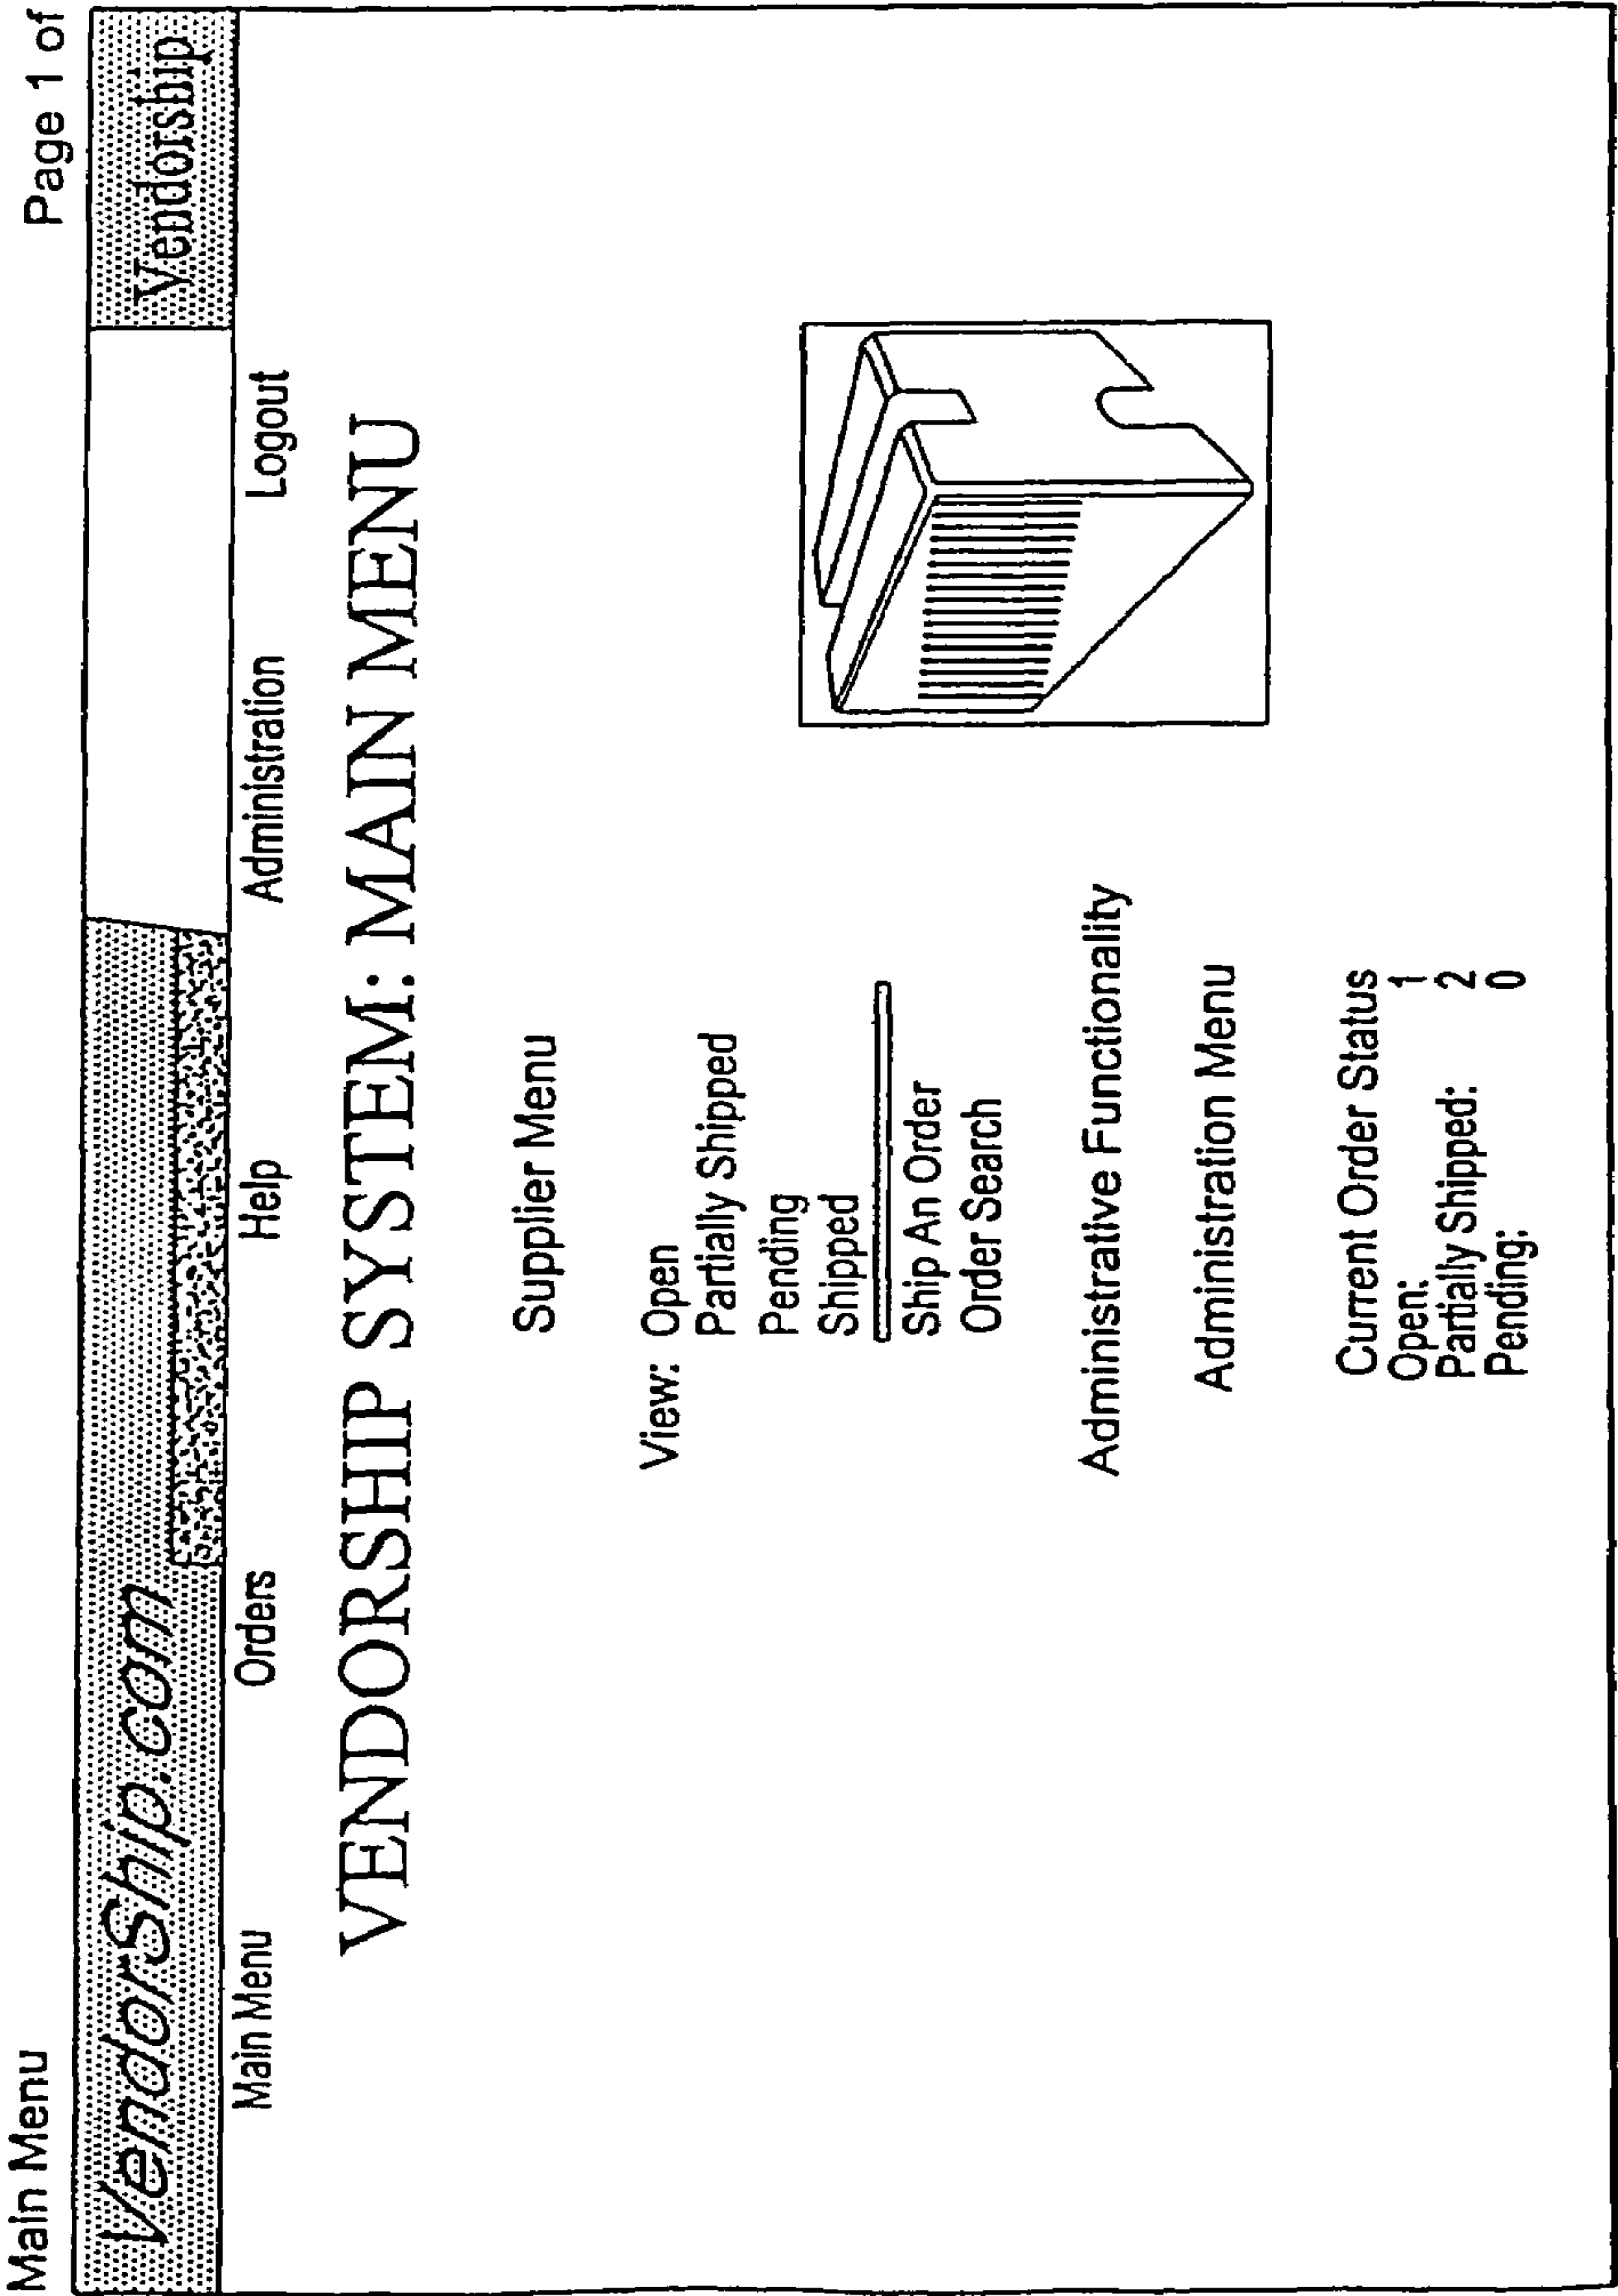 Main Menu
Page 1 of
VendorShip.com
Vendorship
Main Menu Orders Help Administration Logout
VENDORSHIP SYSTEM: MAIN MENU
Supplier Menu
View: Open
Partially Shipped
Pending
Shipped
Ship An Order
Order Search
Administrative Functionality
Administration Menu
Current Order Status
Open: 1
Partially Shipped: 2
Pending: 0